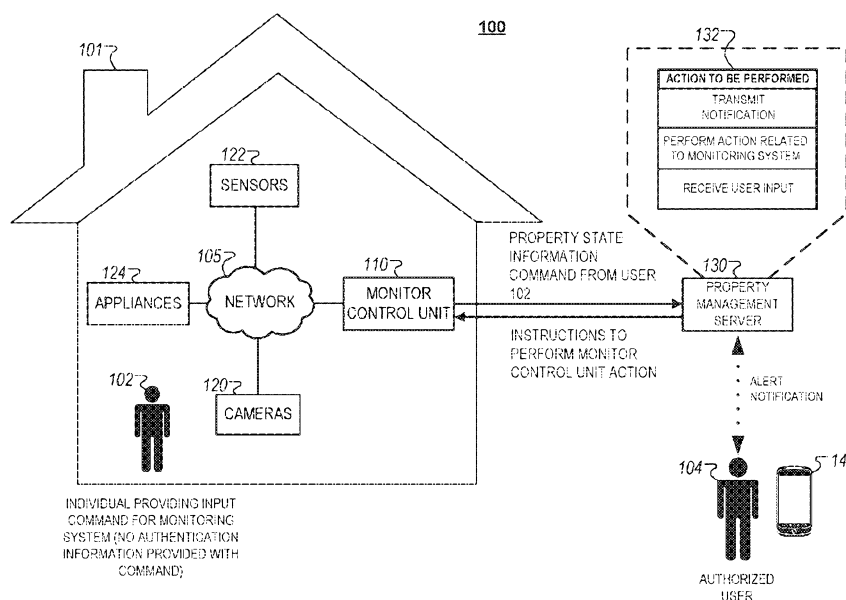 100
101
132
ACTION TO BE PERFORMED
TRANSMIT
NOTIFICATION
PERFORM ACTION RELATED
TO MONITORING SYSTEM
RECEIVE USER INPUT
122
SENSORS
105
NETWORK
124
APPLIANCES
110
MONITOR
CONTROL UNIT
PROPERTY STATE
INFORMATION
COMMAND FROM USER
102
130
PROPERTY
MANAGEMENT
SERVER
INSTRUCTIONS TO
PERFORM MONITOR
CONTROL UNIT ACTION
102
120
CAMERAS
ALERT
NOTIFICATION
104
14
INDIVIDUAL PROVIDING INPUT
COMMAND FOR MONITORING
SYSTEM (NO AUTHENTICATION
INFORMATION PROVIDED WITH
COMMAND)
AUTHORIZED
USER